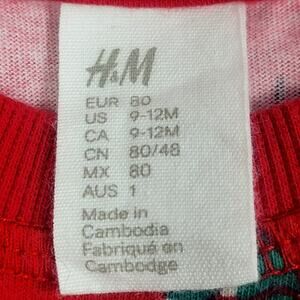 H&M
EUR 80
US 9-12M
CA 9-12M
CN 80/48
MX 80
AUS 1
Made in
Cambodia
Fabriqué en
Cambodge